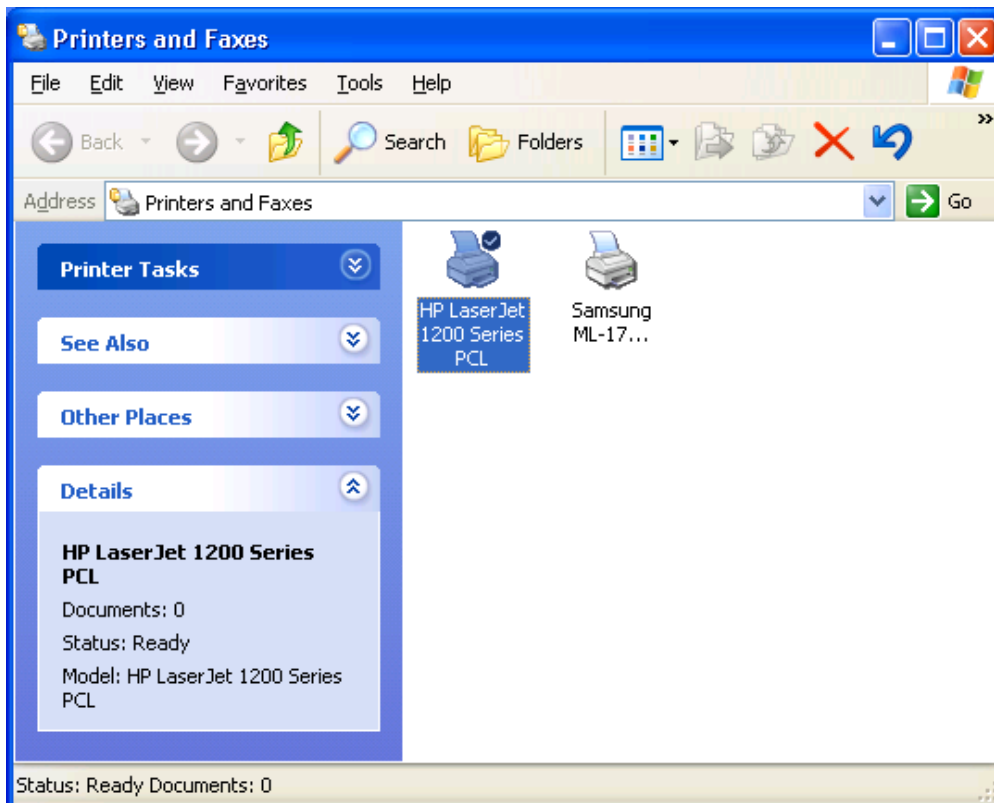 Printers and Faxes
File Edit View Favorites Tools Help
Back Search Folders »
Address Printers and Faxes Go
Printer Tasks
See Also
Other Places
Details
HP LaserJet 1200 Series
PCL
Documents: 0
Status: Ready
Model: HP LaserJet 1200 Series
PCL
HP LaserJet
1200 Series
PCL
Samsung
ML-17...
Status: Ready Documents: 0